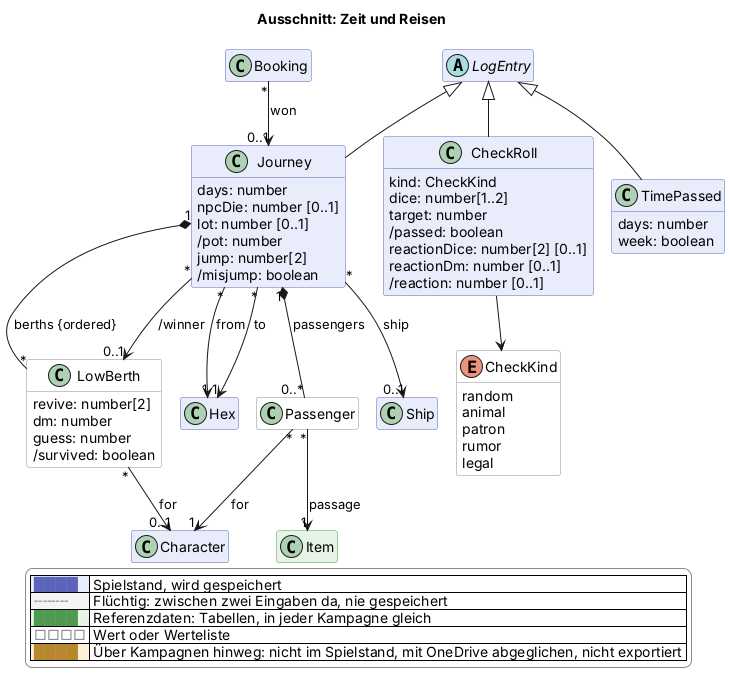 Ausschnitt: Zeit und Reisen
C Booking
A LogEntry
*
won
0..1
C Journey
days: number
npcDie: number [0..1]
lot: number [0..1]
/pot: number
jump: number[2]
/misjump: boolean
C CheckRoll
kind: CheckKind
dice: number[1..2]
target: number
/passed: boolean
reactionDice: number[2] [0..1]
reactionDm: number [0..1]
/reaction: number [0..1]
C TimePassed
days: number
week: boolean
1
*
*
*
1
*
berths {ordered}
/winner
from
to
passengers
ship
*
0..1
1
1
0..*
0..1
C LowBerth
revive: number[2]
dm: number
guess: number
/survived: boolean
C Hex
C Passenger
C Ship
E CheckKind
random
animal
patron
rumor
legal
*
*
*
for
for
passage
0..1
1
1
C Character
C Item
Spielstand, wird gespeichert
--------- Flüchtig: zwischen zwei Eingaben da, nie gespeichert
Referenzdaten: Tabellen, in jeder Kampagne gleich
□□□□ Wert oder Werteliste
Über Kampagnen hinweg: nicht im Spielstand, mit OneDrive abgeglichen, nicht exportiert